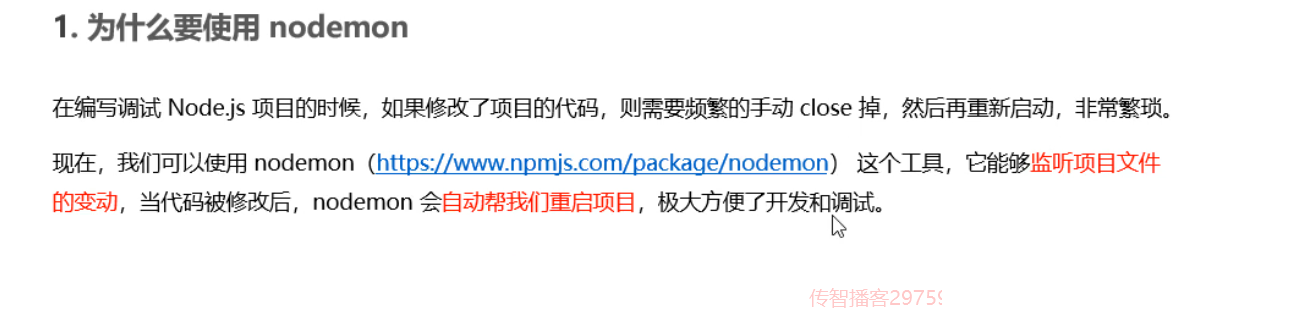 1. 为什么要使用 nodemon
在编写调试 Node.js 项目的时候，如果修改了项目的代码，则需要频繁的手动 close 掉，然后再重新启动，非常繁琐。
现在，我们可以使用 nodemon（https://www.npmjs.com/package/nodemon） 这个工具，它能够监听项目文件
的变动，当代码被修改后，nodemon 会自动帮我们重启项目，极大方便了开发和调试。
传智播客29759